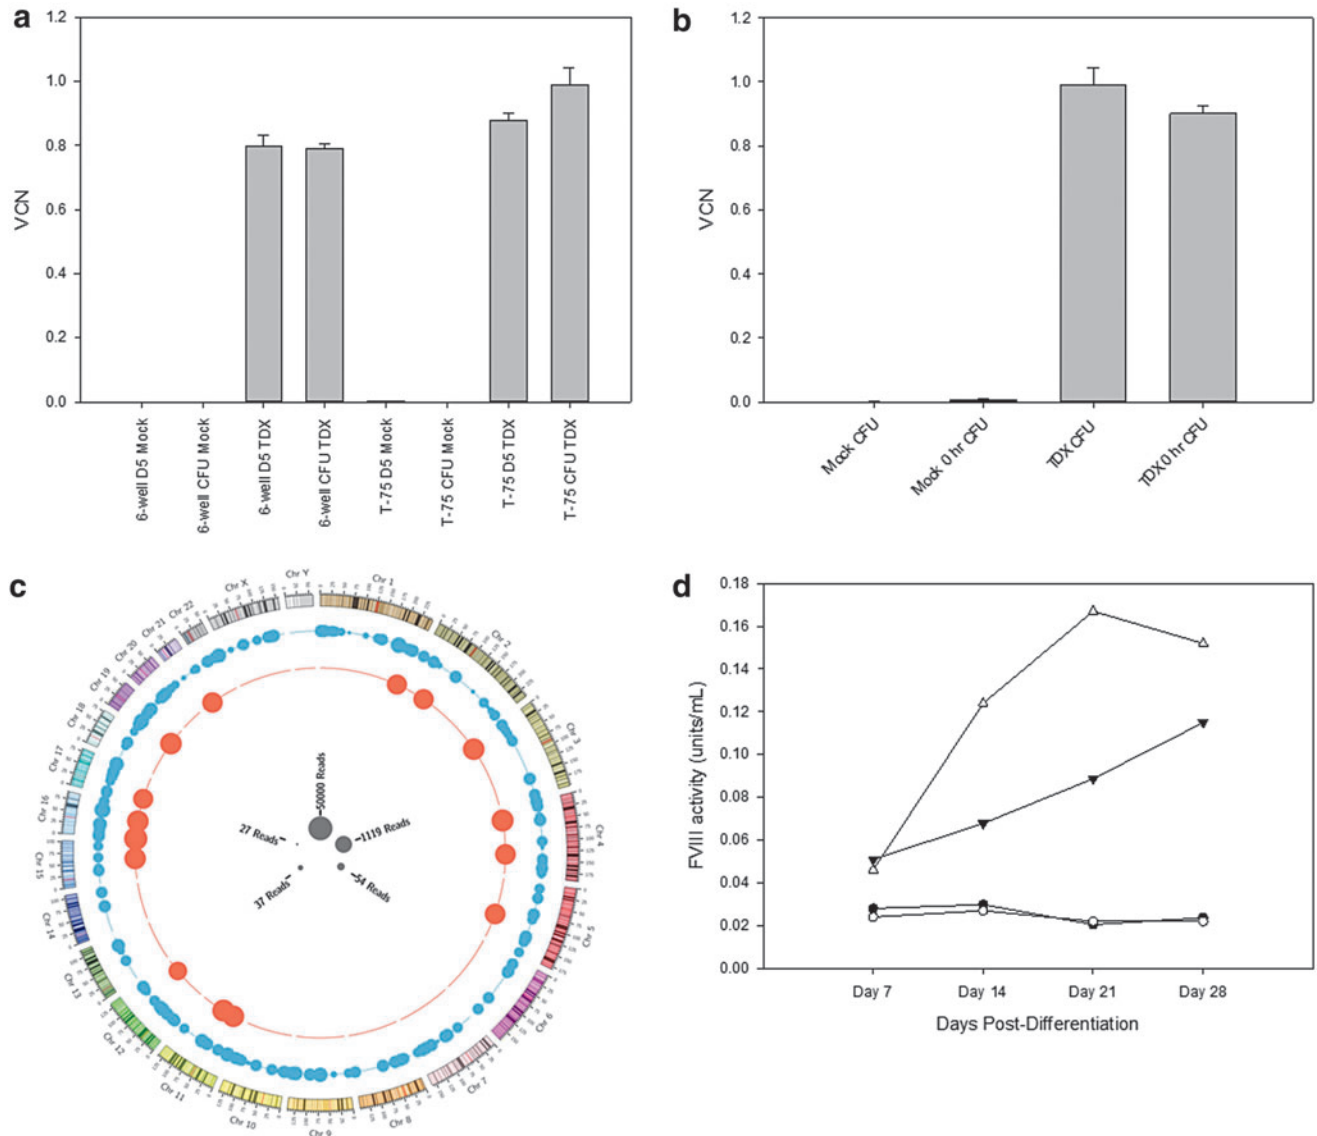 a
1.2
1.0
0.8
0.6
0.4
0.2
0.0
VCN
6-well D5 Mock
6-well CFU Mock
6-well D5 TDX
6-well CFU TDX
T-75 D5 Mock
T-75 CFU Mock
T-75 D5 TDX
T-75 CFU TDX
b
1.2
1.0
0.8
0.6
0.4
0.2
0.0
VCN
Mock CFU
Mock 0 hr CFU
TDX CFU
TDX 0 hr CFU
c
Chr 1
Chr 2
Chr 3
Chr 4
Chr 5
Chr 6
Chr 7
Chr 8
Chr 9
Chr 10
Chr 11
Chr 12
Chr 13
Chr 14
Chr 15
Chr 16
Chr 17
Chr 18
Chr 19
Chr 20
Chr 21
Chr 22
Chr X
Chr Y
50000 Reads
1119 Reads
54 Reads
37 Reads
27 Reads
d
0.18
0.16
0.14
0.12
0.10
0.08
0.06
0.04
0.02
0.00
FVIII activity (units/mL)
Day 7
Day 14
Day 21
Day 28
Days Post-Differentiation